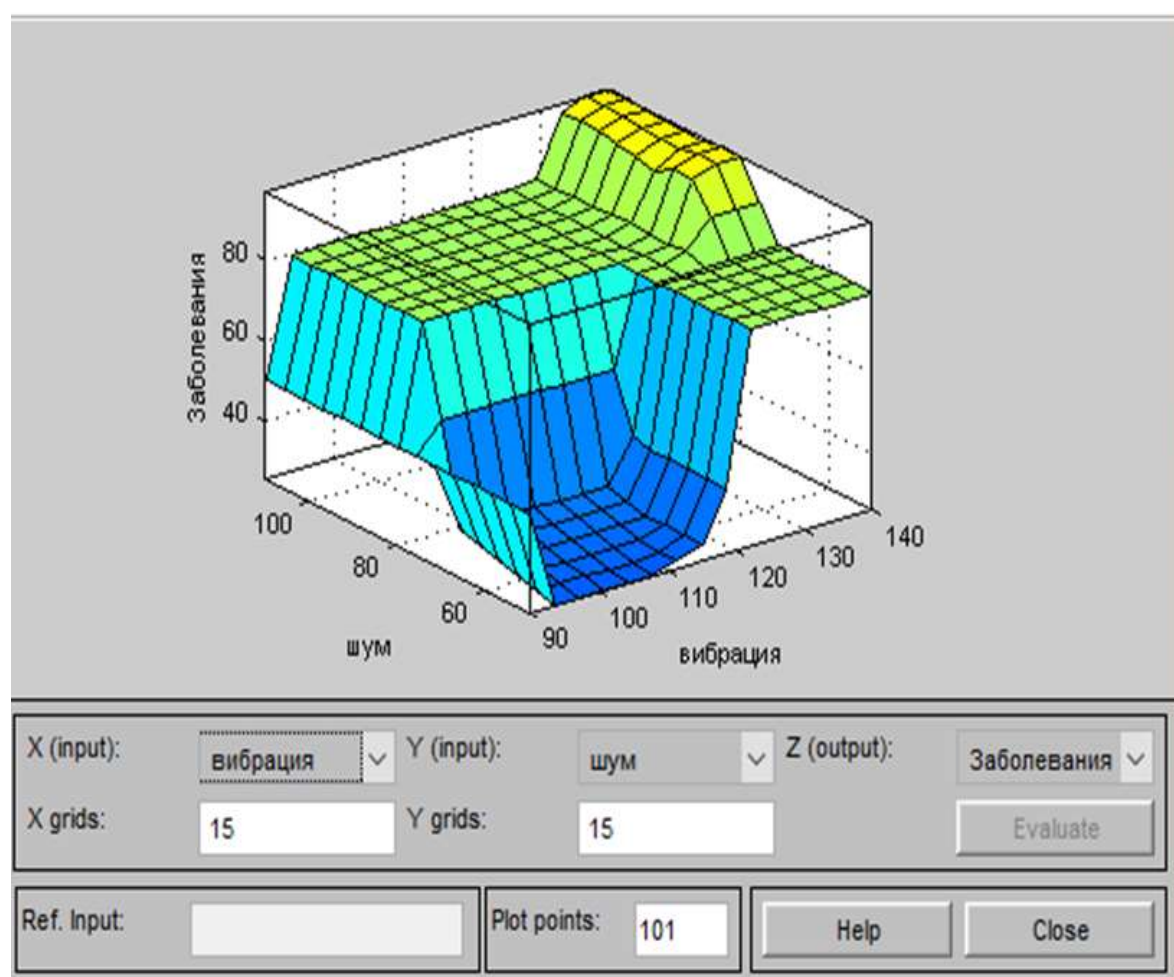 80
60
40
Заболевания
100
80
60
шум
90
100
110
120
130
140
вибрация
X (input): вибрация Y (input): шум Z (output): Заболевания
X grids: 15 Y grids: 15 Evaluate
Ref. Input: Plot points: 101 Help Close